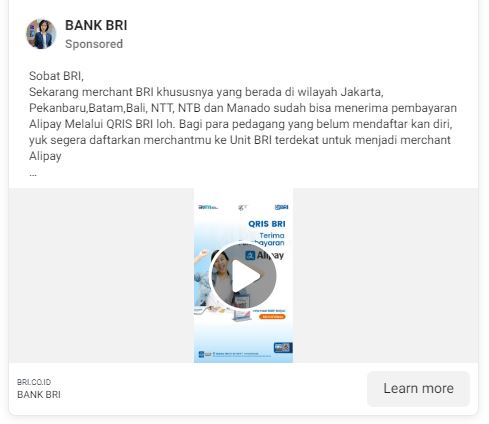 BANK BRI
Sponsored
Sobat BRI,
Sekarang merchant BRI khususnya yang berada di wilayah Jakarta,
Pekanbaru,Batam,Bali, NTT, NTB dan Manado sudah bisa menerima pembayaran
Alipay Melalui QRIS BRI loh. Bagi para pedagang yang belum mendaftar kan diri,
yuk segera daftarkan merchantmu ke Unit BRI terdekat untuk menjadi merchant
Alipay
...
QRIS BRI
Terima
Alipay
BRI.CO.ID
BANK BRI
Learn more